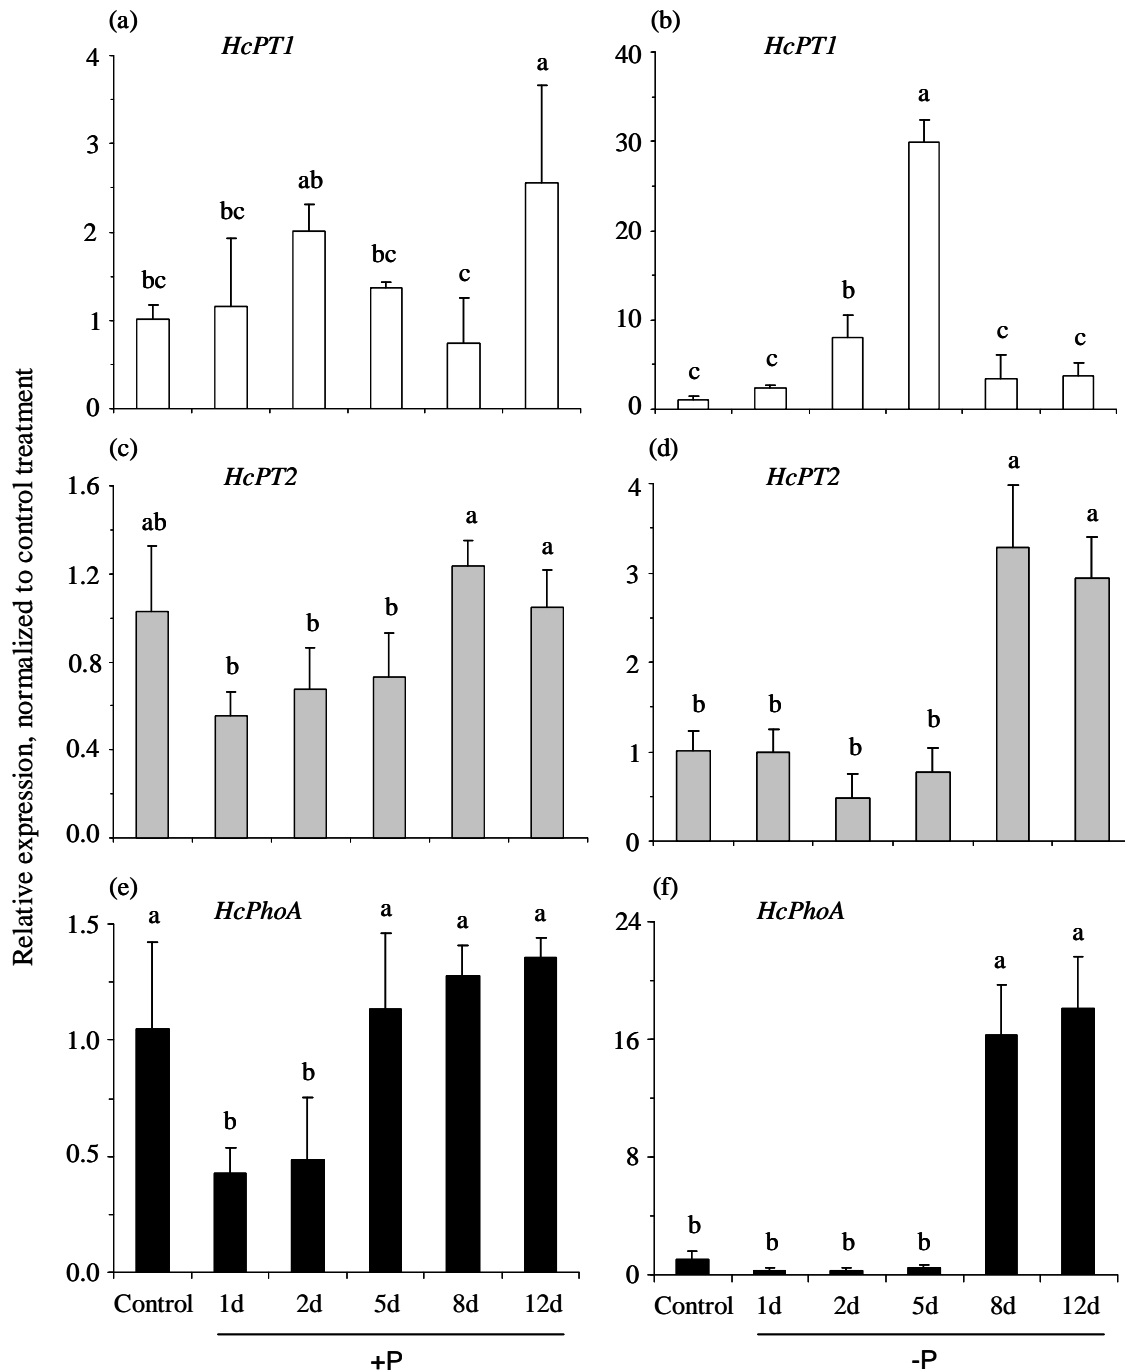 (a)
HcPT1
4
3
2
1
0
bc
bc
ab
bc
c
a
(b)
HcPT1
40
30
20
10
0
c
c
b
a
c
c
Relative expression, normalized to control treatment
(c)
HcPT2
1.6
1.2
0.8
0.4
0.0
ab
b
b
b
a
a
(d)
HcPT2
4
3
2
1
0
b
b
b
b
a
a
(e)
HcPhoA
1.5
1.0
0.5
0.0
a
b
b
a
a
a
Control 1d 2d 5d 8d 12d
+P
(f)
HcPhoA
24
16
8
0
b
b
b
b
a
a
Control 1d 2d 5d 8d 12d
-P